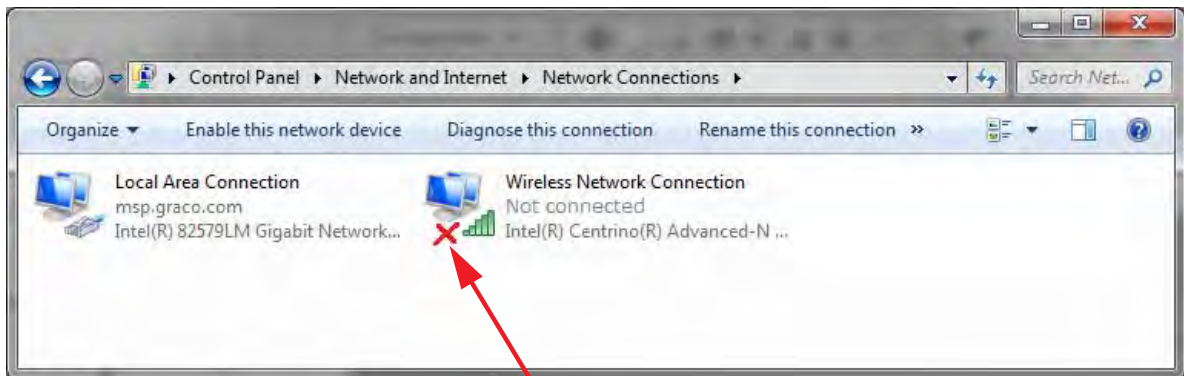 Control Panel Network and Internet Network Connections Search Net...
Organize Enable this network device Diagnose this connection Rename this connection »
Local Area Connection
msp.graco.com
Intel(R) 82579LM Gigabit Network...
Wireless Network Connection
Not connected
Intel(R) Centrino(R) Advanced-N ...